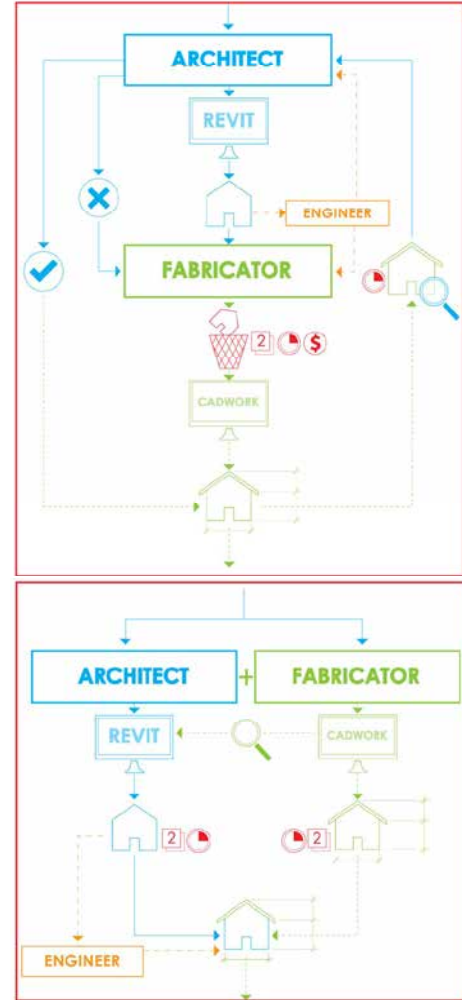 ARCHITECT
REVIT
ENGINEER
FABRICATOR
2 $
CADWORK
ARCHITECT + FABRICATOR
REVIT
CADWORK
2
2
ENGINEER